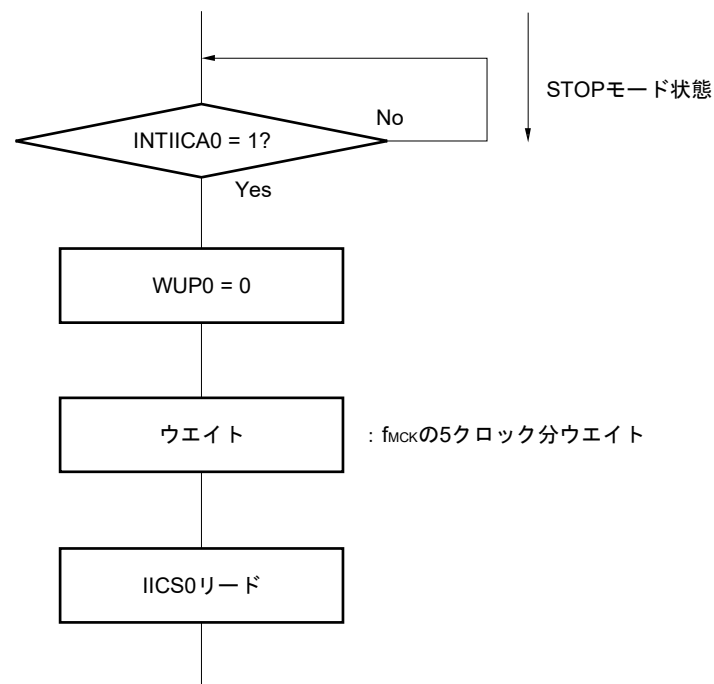 STOPモード状態
No
INTIICA0 = 1?
Yes
WUP0 = 0
ウエイト
: fMCKの5クロック分ウエイト
IICS0リード